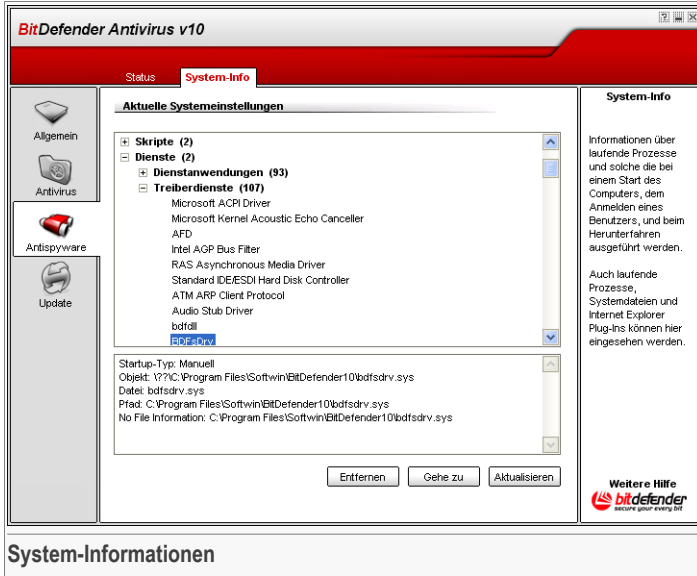 BitDefender Antivirus v10
Status
System-Info
Allgemein
Antivirus
Antispyware
Update
Aktuelle Systemeinstellungen
Skripte (2)
Dienste (2)
Dienstanwendungen (93)
Treiberdienste (107)
Microsoft ACPI Driver
Microsoft Kernel Acoustic Echo Canceller
AFD
Intel AGP Bus Filter
RAS Asynchronous Media Driver
Standard IDE/ESDI Hard Disk Controller
ATM ARP Client Protocol
Audio Stub Driver
bdfdll
BDFsDrv
Startup-Typ: Manuell
Objekt: \??\C:\Program Files\Softwin\BitDefender10\bdfsdrv.sys
Datei: bdfsdrv.sys
Pfad: C:\Program Files\Softwin\BitDefender10\bdfsdrv.sys
No File Information: C:\Program Files\Softwin\BitDefender10\bdfsdrv.sys
Entfernen
Gehe zu
Aktualisieren
System-Info
Informationen über
laufende Prozesse
und solche die bei
einem Start des
Computers, dem
Anmelden eines
Benutzers, und beim
Herunterfahren
ausgeführt werden.
Auch laufende
Prozesse,
Systemdateien und
Internet Explorer
Plug-Ins können hier
eingesehen werden.
Weitere Hilfe
bitdefender
secure your every bit
System-Informationen